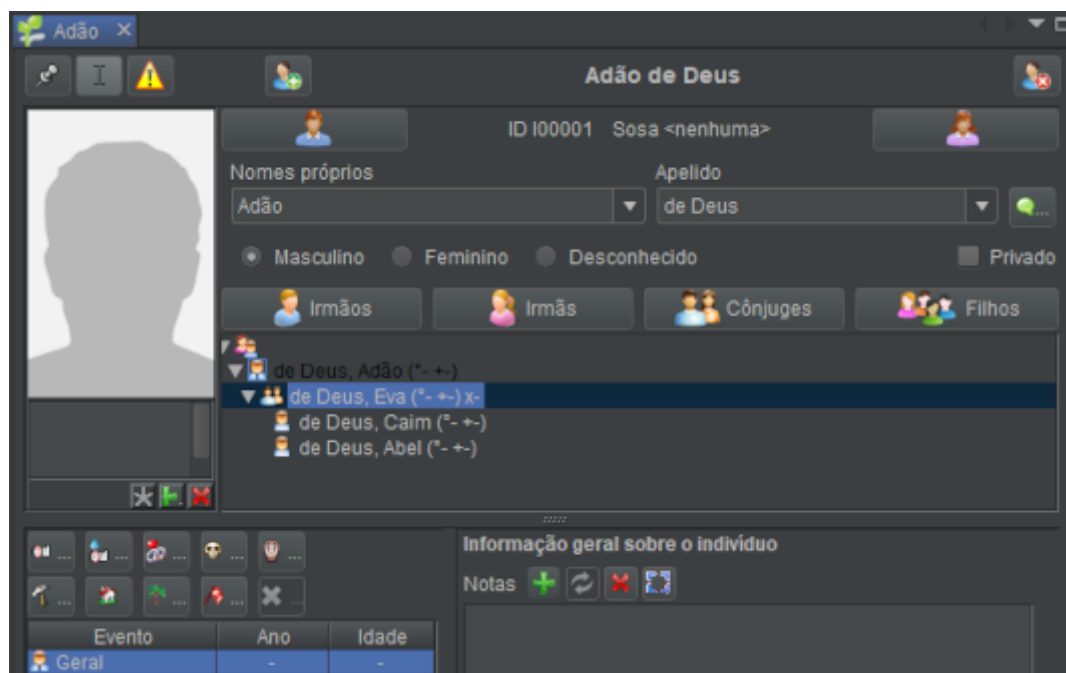 Adão
Adão de Deus
ID I00001 Sosa <nenhuma>
Nomes próprios Apelido
Adão de Deus
Masculino Feminino Desconhecido Privado
Irmãos Irmãs Cônjuges Filhos
de Deus, Adão (°- +-)
de Deus, Eva (°- +-) x-
de Deus, Caim (°- +-)
de Deus, Abel (°- +-)
Informação geral sobre o indivíduo
Notas
Evento Ano Idade
Geral - -